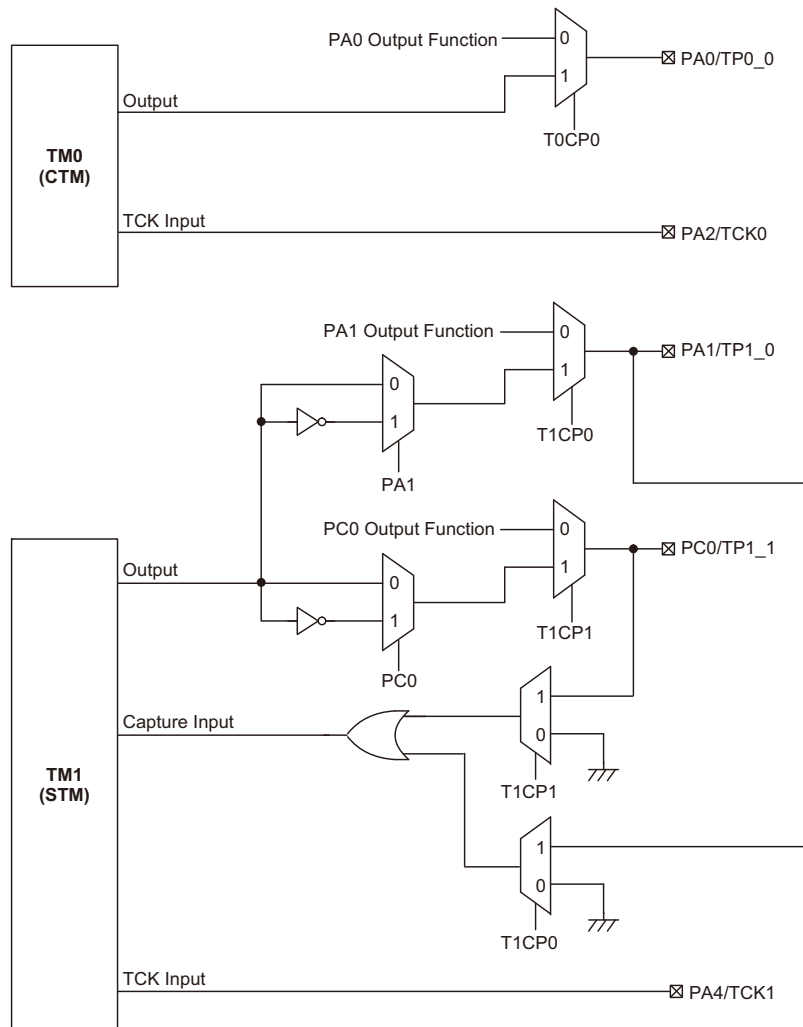 PA0 Output Function
0
1
PA0/TP0_0
Output
T0CP0
TM0
(CTM)
TCK Input
PA2/TCK0
PA1 Output Function
0
1
PA1/TP1_0
0
1
T1CP0
PA1
PC0 Output Function
0
1
PC0/TP1_1
Output
0
1
T1CP1
PC0
1
0
Capture Input
T1CP1
TM1
(STM)
1
0
T1CP0
TCK Input
PA4/TCK1